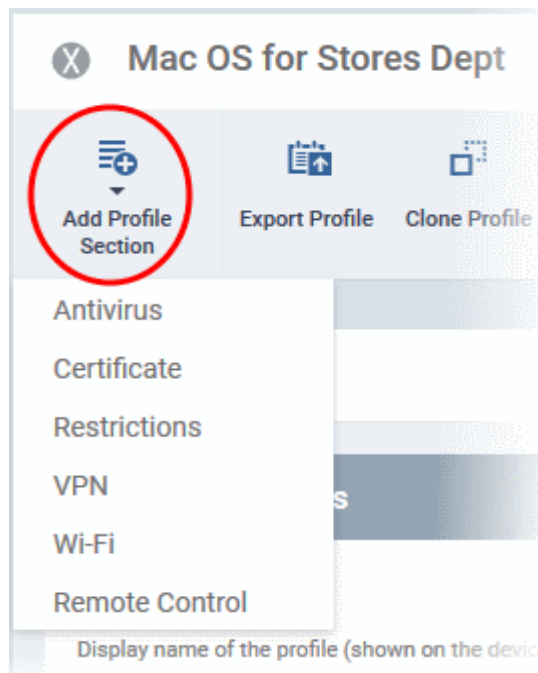 Mac OS for Stores Dept
Add Profile
Section
Export Profile
Clone Profile
Antivirus
Certificate
Restrictions
VPN
s
Wi-Fi
Remote Control
Display name of the profile (shown on the devic